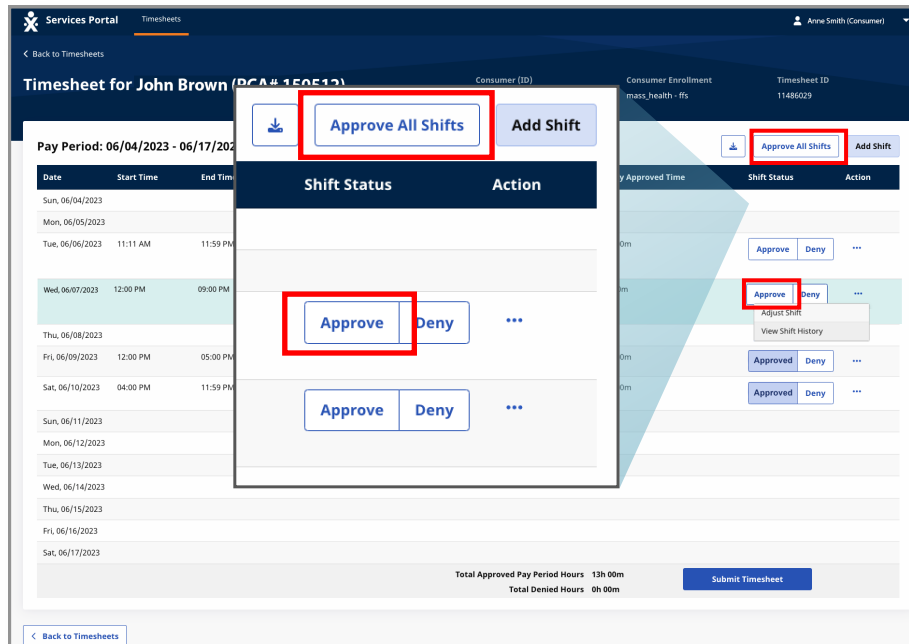 Services Portal Timesheets Anne Smith (Consumer)
Back to Timesheets
Timesheet for John Brown (PCA# 150512) Consumer (ID) Consumer Enrollment Timesheet ID
mass_health - ffs 11486029
Approve All Shifts Add Shift
Shift Status Action
Approve Deny ...
Approve Deny ...
Pay Period: 06/04/2023 - 06/17/202 Approve All Shifts Add Shift
Date Start Time End Tim y Approved Time Shift Status Action
Sun, 06/04/2023
Mon, 06/05/2023
Tue, 06/06/2023 11:11 AM 11:59 PM 0m Approve Deny ...
Wed, 06/07/2023 12:00 PM 09:00 PM 0m Approve Deny ...
Adjust Shift
View Shift History
Thu, 06/08/2023
Fri, 06/09/2023 12:00 PM 05:00 PM 0m Approved Deny ...
Sat, 06/10/2023 04:00 PM 11:59 PM 0m Approved Deny ...
Sun, 06/11/2023
Mon, 06/12/2023
Tue, 06/13/2023
Wed, 06/14/2023
Thu, 06/15/2023
Fri, 06/16/2023
Sat, 06/17/2023
Total Approved Pay Period Hours 13h 00m Submit Timesheet
Total Denied Hours 0h 00m
Back to Timesheets